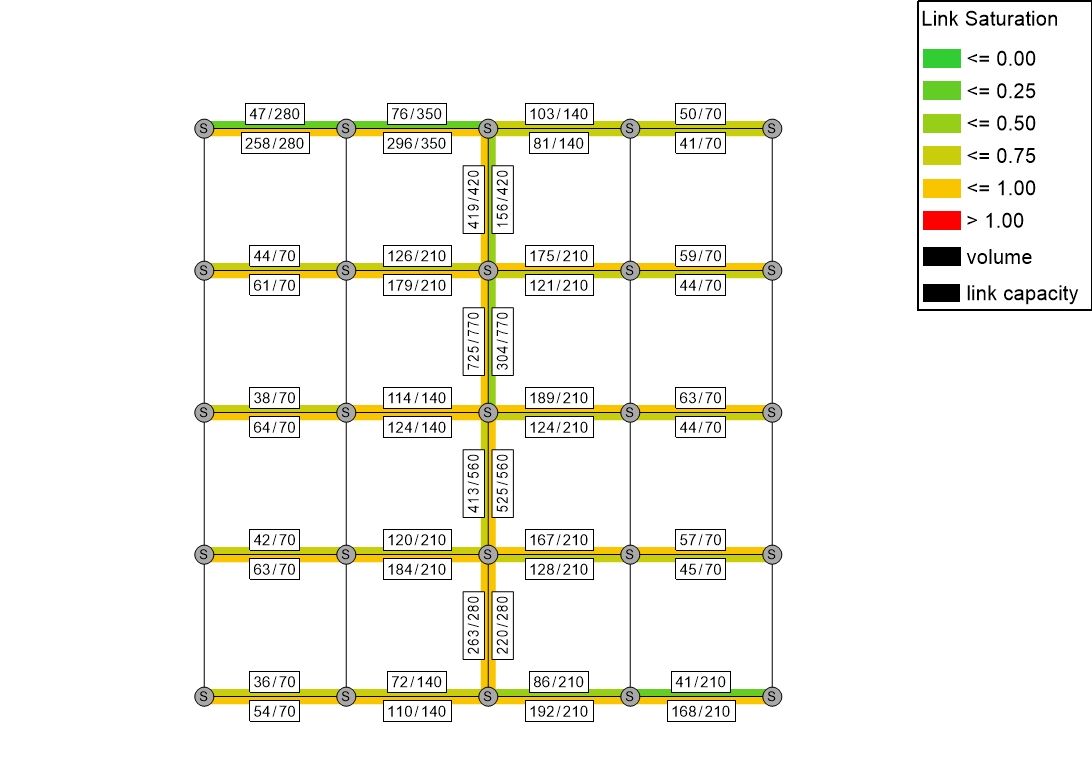 Link Saturation
<= 0.00
<= 0.25
<= 0.50
<= 0.75
<= 1.00
> 1.00
volume
link capacity
47/280 76/350 103/140 50/70
S S S S S
258/280 296/350 81/140 41/70
419/420 156/420
44/70 126/210 175/210 59/70
S S S S S
61/70 179/210 121/210 44/70
725/770 304/770
38/70 114/140 189/210 63/70
S S S S S
64/70 124/140 124/210 44/70
413/560 525/560
42/70 120/210 167/210 57/70
S S S S S
63/70 184/210 128/210 45/70
263/280 220/280
36/70 72/140 86/210 41/210
S S S S S
54/70 110/140 192/210 168/210